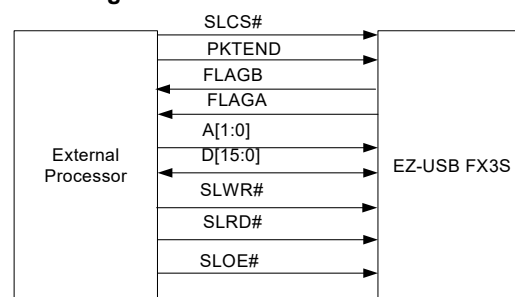 SLCS#
PKTEND
FLAGB
FLAGA
A[1:0]
D[15:0]
External
Processor
EZ-USB FX3S
SLWR#
SLRD#
SLOE#